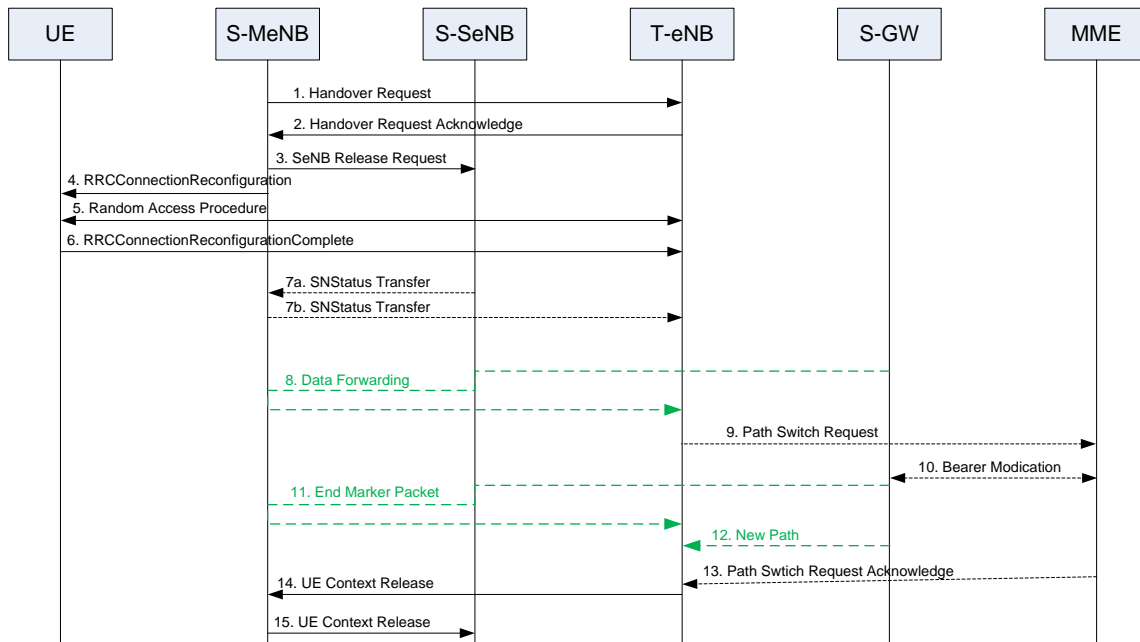 UE
S-MeNB
S-SeNB
T-eNB
S-GW
MME
1. Handover Request
2. Handover Request Acknowledge
3. SeNB Release Request
4. RRCConnectionReconfiguration
5. Random Access Procedure
6. RRCConnectionReconfigurationComplete
7a. SNStatus Transfer
7b. SNStatus Transfer
8. Data Forwarding
9. Path Switch Request
10. Bearer Modication
11. End Marker Packet
12. New Path
13. Path Swtich Request Acknowledge
14. UE Context Release
15. UE Context Release